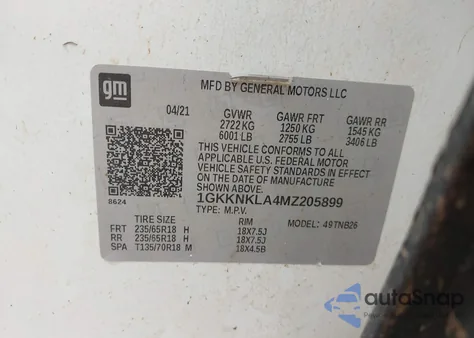 gm
MFD BY GENERAL MOTORS LLC
04/21 GVWR GAWR FRT GAWR RR
2722 KG 1250 KG 1545 KG
6001 LB 2755 LB 3406 LB
THIS VEHICLE CONFORMS TO ALL
APPLICABLE U.S. FEDERAL MOTOR
VEHICLE SAFETY STANDARDS IN EFFECT
ON THE DATE OF MANUFACTURE
SHOWN ABOVE.
1GKKNKLA4MZ205899
8624 TYPE: M.P.V. MODEL: 49TNB26
TIRE SIZE RIM
FRT 235/65R18 H 18X7.5J
RR 235/65R18 H 18X7.5J
SPA T135/70R18 M 18X4.5B
autoSnap